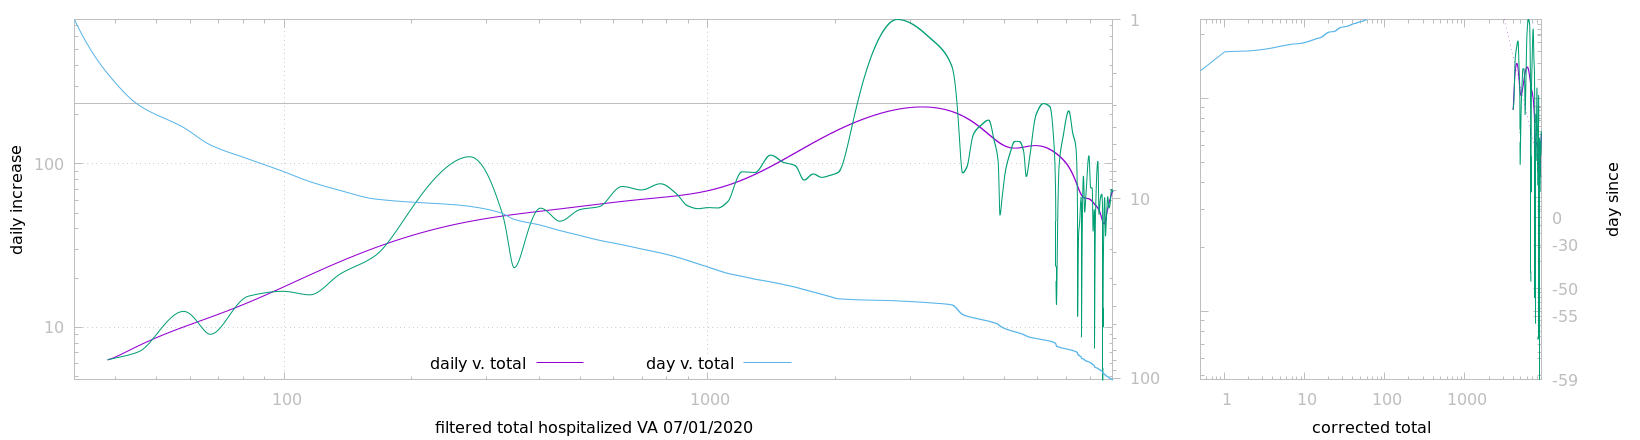 daily increase
100
10
daily v. total
day v. total
100
1000
filtered total hospitalized VA 07/01/2020
1
10
100
0
-30
-50
-55
-59
day since
1
10
100
1000
corrected total